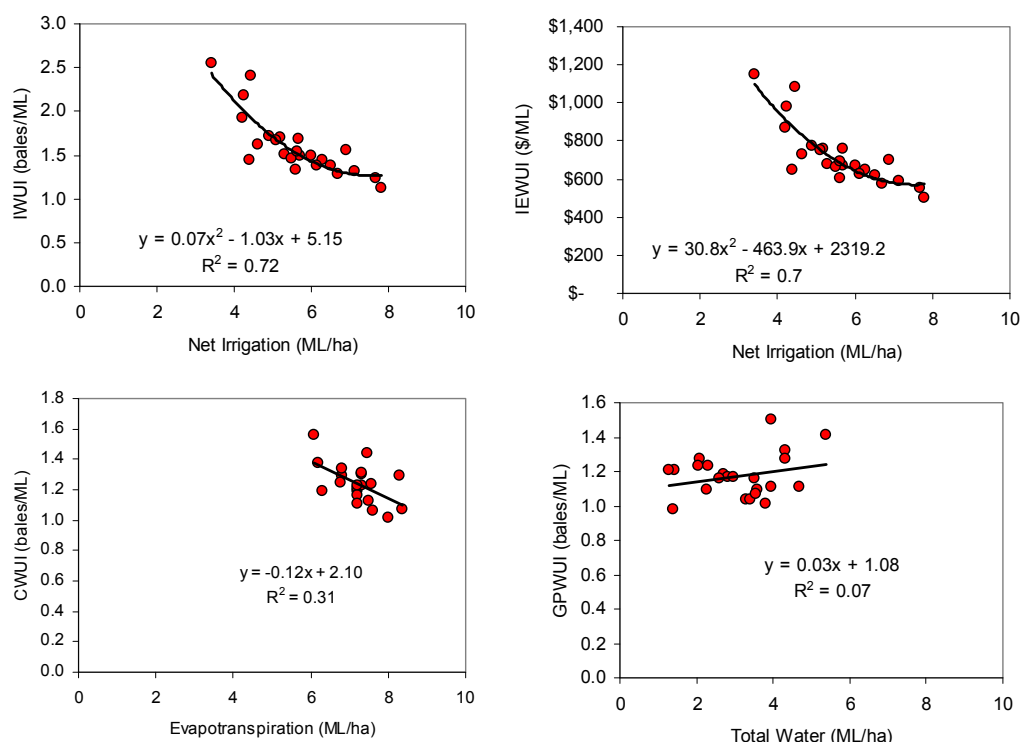 IWUI (bales/ML)
3.0
2.5
2.0
1.5
1.0
0.5
0.0
y = 0.07x² - 1.03x + 5.15
R² = 0.72
0 2 4 6 8 10
Net Irrigation (ML/ha)
IEWUI ($/ML)
$1,400
$1,200
$1,000
$800
$600
$400
$200
$-
y = 30.8x² - 463.9x + 2319.2
R² = 0.7
0 2 4 6 8 10
Net Irrigation (ML/ha)
CWUI (bales/ML)
1.8
1.6
1.4
1.2
1.0
0.8
0.6
0.4
0.2
0.0
y = -0.12x + 2.10
R² = 0.31
0 2 4 6 8 10
Evapotranspiration (ML/ha)
GPWUI (bales/ML)
1.8
1.6
1.4
1.2
1.0
0.8
0.6
0.4
0.2
0.0
y = 0.03x + 1.08
R² = 0.07
0 2 4 6 8 10
Total Water (ML/ha)